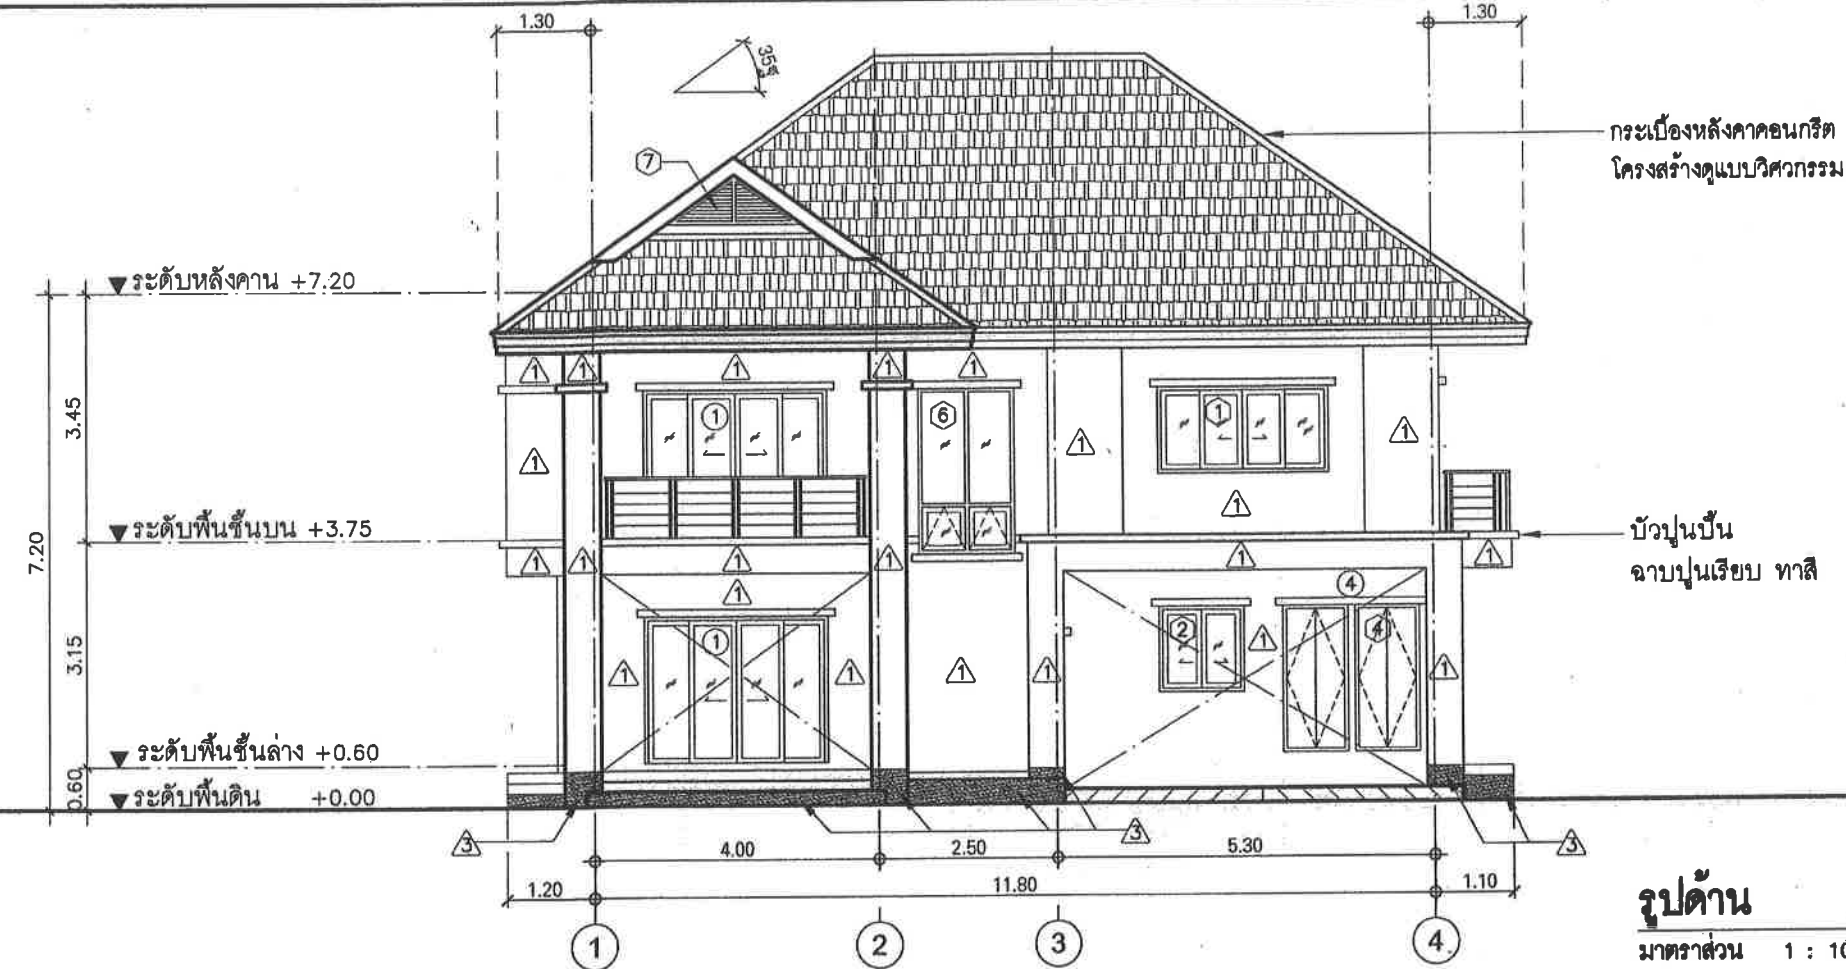 1.30
1.30
35°
กระเบื้องหลังคาคอนกรีต
โครงสร้างดูแบบวิศวกรรม
7
ระดับหลังคาน +7.20
1 1 1 1 1
3.45
1 6 1
1 1 1
1
7.20
ระดับพื้นชั้นบน +3.75
บัวปูนปั้น
ฉาบปูนเรียบ ทาสี
1 1 1 1 1 1
1 4
3.15
1 2 1 4
1 1 1 1 1
ระดับพื้นชั้นล่าง +0.60
0.60
ระดับพื้นดิน +0.00
3 3 3
4.00 2.50 5.30
1.20 11.80 1.10
1 2 3 4
รูปด้าน
มาตราส่วน 1 : 10